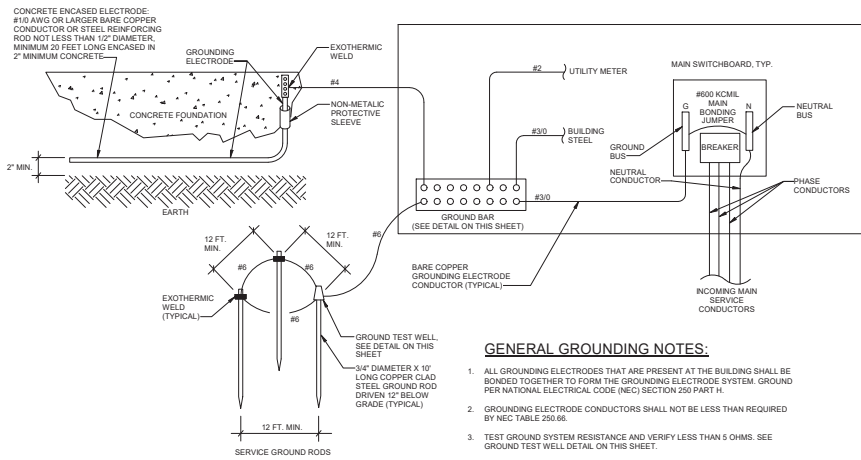 CONCRETE ENCASED ELECTRODE:
#1/0 AWG OR LARGER BARE COPPER
CONDUCTOR OR STEEL REINFORCING
ROD NOT LESS THAN 1/2" DIAMETER,
MINIMUM 20 FEET LONG ENCASED IN
2" MINIMUM CONCRETE
GROUNDING
ELECTRODE
EXOTHERMIC
WELD
#4
CONCRETE FOUNDATION
NON-METALIC
PROTECTIVE
SLEEVE
2" MIN.
EARTH
#2
UTILITY METER
#3/0
BUILDING
STEEL
MAIN SWITCHBOARD, TYP.
#600 KCMIL
MAIN
BONDING
JUMPER
G
N
NEUTRAL
BUS
GROUND
BUS
BREAKER
NEUTRAL
CONDUCTOR
PHASE
CONDUCTORS
#3/0
GROUND BAR
(SEE DETAIL ON THIS SHEET)
#6
BARE COPPER
GROUNDING ELECTRODE
CONDUCTOR (TYPICAL)
INCOMING MAIN
SERVICE
CONDUCTORS
12 FT.
MIN.
12 FT.
MIN.
#6
#6
#6
EXOTHERMIC
WELD
(TYPICAL)
GROUND TEST WELL,
SEE DETAIL ON THIS
SHEET
3/4" DIAMETER X 10'
LONG COPPER CLAD
STEEL GROUND ROD
DRIVEN 12" BELOW
GRADE (TYPICAL)
12 FT. MIN.
SERVICE GROUND RODS
GENERAL GROUNDING NOTES:
1. ALL GROUNDING ELECTRODES THAT ARE PRESENT AT THE BUILDING SHALL BE
BONDED TOGETHER TO FORM THE GROUNDING ELECTRODE SYSTEM. GROUND
PER NATIONAL ELECTRICAL CODE (NEC) SECTION 250 PART H.
2. GROUNDING ELECTRODE CONDUCTORS SHALL NOT BE LESS THAN REQUIRED
BY NEC TABLE 250.66.
3. TEST GROUND SYSTEM RESISTANCE AND VERIFY LESS THAN 5 OHMS. SEE
GROUND TEST WELL DETAIL ON THIS SHEET.